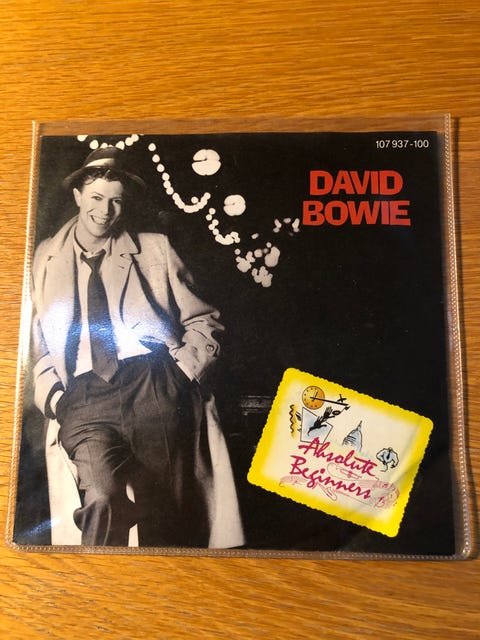 107 937-100
DAVID
BOWIE
Absolute
Beginners